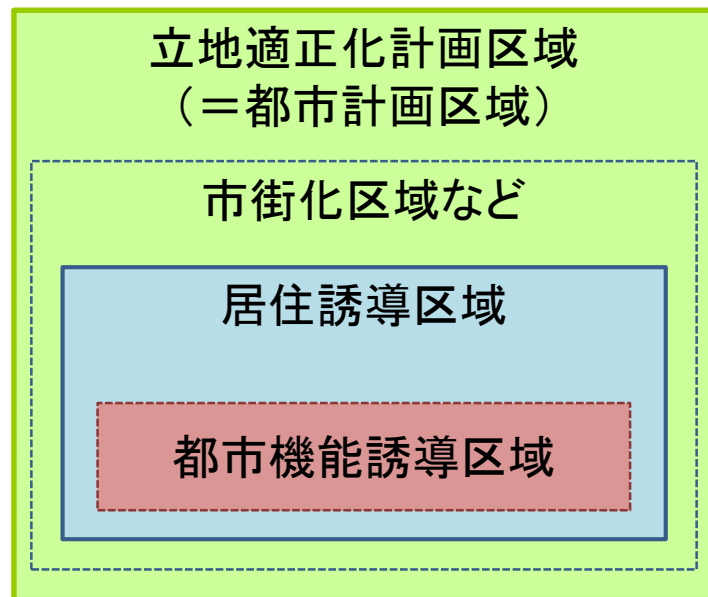 立地適正化計画区域
（＝都市計画区域）
市街化区域など
居住誘導区域
都市機能誘導区域